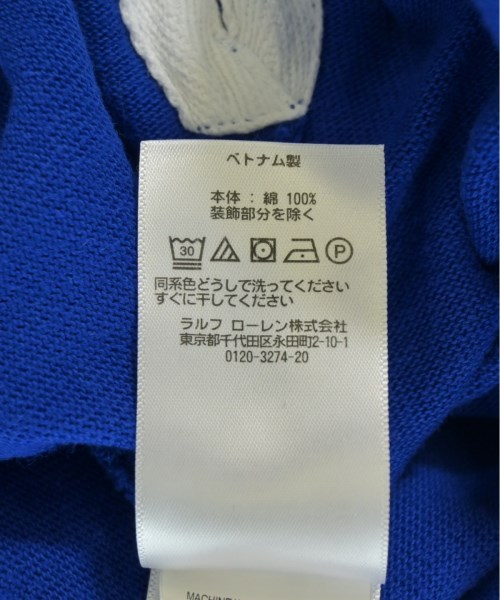 ベトナム製
本体 : 綿 100%
装飾部分を除く
30
P
同系色どうしで洗ってください
すぐに干してください
ラルフ ローレン株式会社
東京都千代田区永田町2-10-1
0120-3274-20